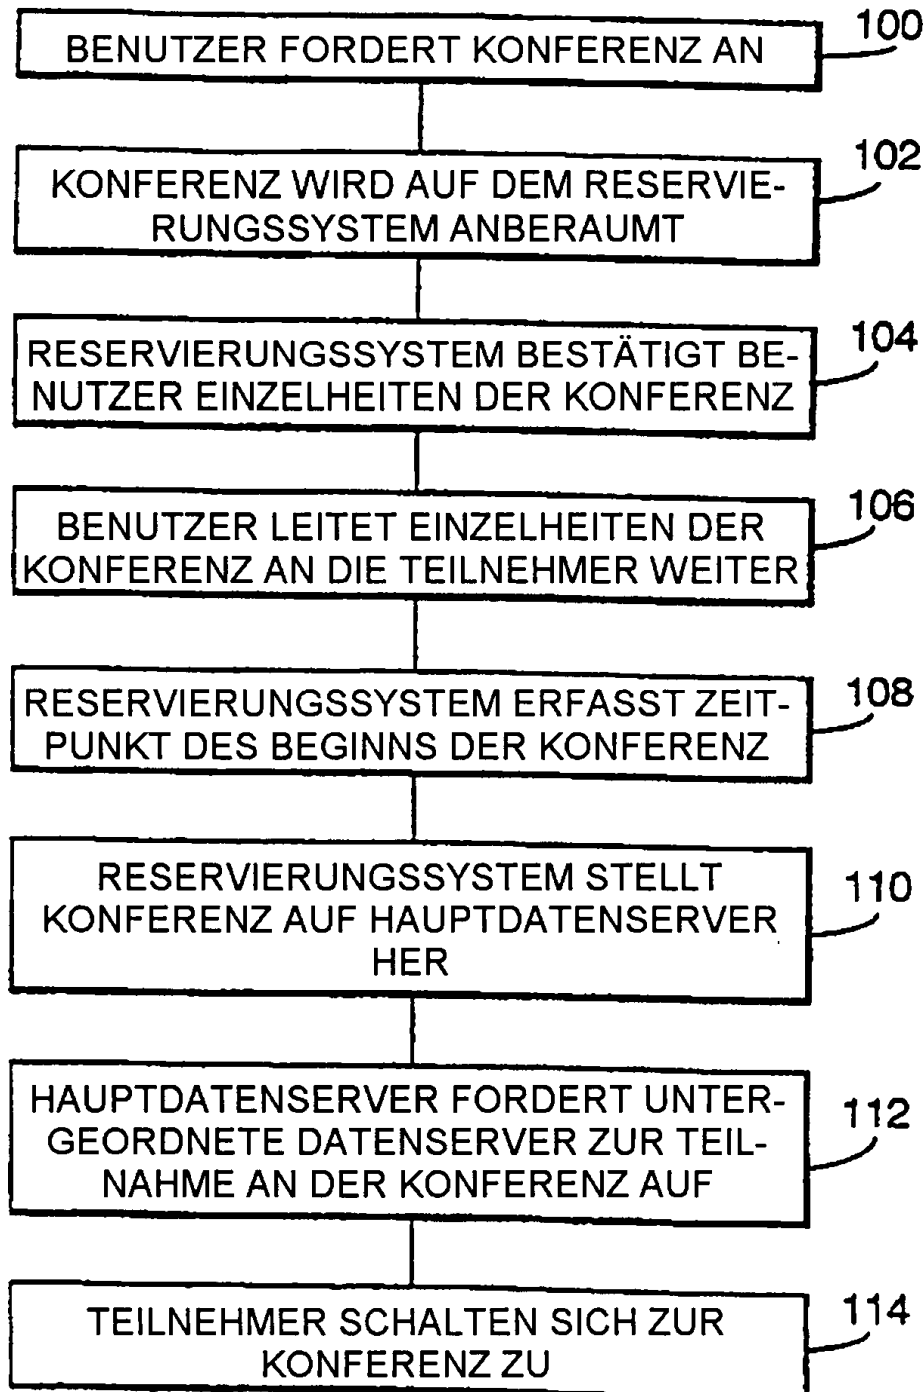 BENUTZER FORDERT KONFERENZ AN
100
KONFERENZ WIRD AUF DEM RESERVIE-
RUNGSSYSTEM ANBERAUMT
102
RESERVIERUNGSSYSTEM BESTÄTIGT BE-
NUTZER EINZELHEITEN DER KONFERENZ
104
BENUTZER LEITET EINZELHEITEN DER
KONFERENZ AN DIE TEILNEHMER WEITER
106
RESERVIERUNGSSYSTEM ERFASST ZEIT-
PUNKT DES BEGINNS DER KONFERENZ
108
RESERVIERUNGSSYSTEM STELLT
KONFERENZ AUF HAUPTDATENSERVER
HER
110
HAUPTDATENSERVER FORDERT UNTER-
GEORDNETE DATENSERVER ZUR TEIL-
NAHME AN DER KONFERENZ AUF
112
TEILNEHMER SCHALTEN SICH ZUR
KONFERENZ ZU
114